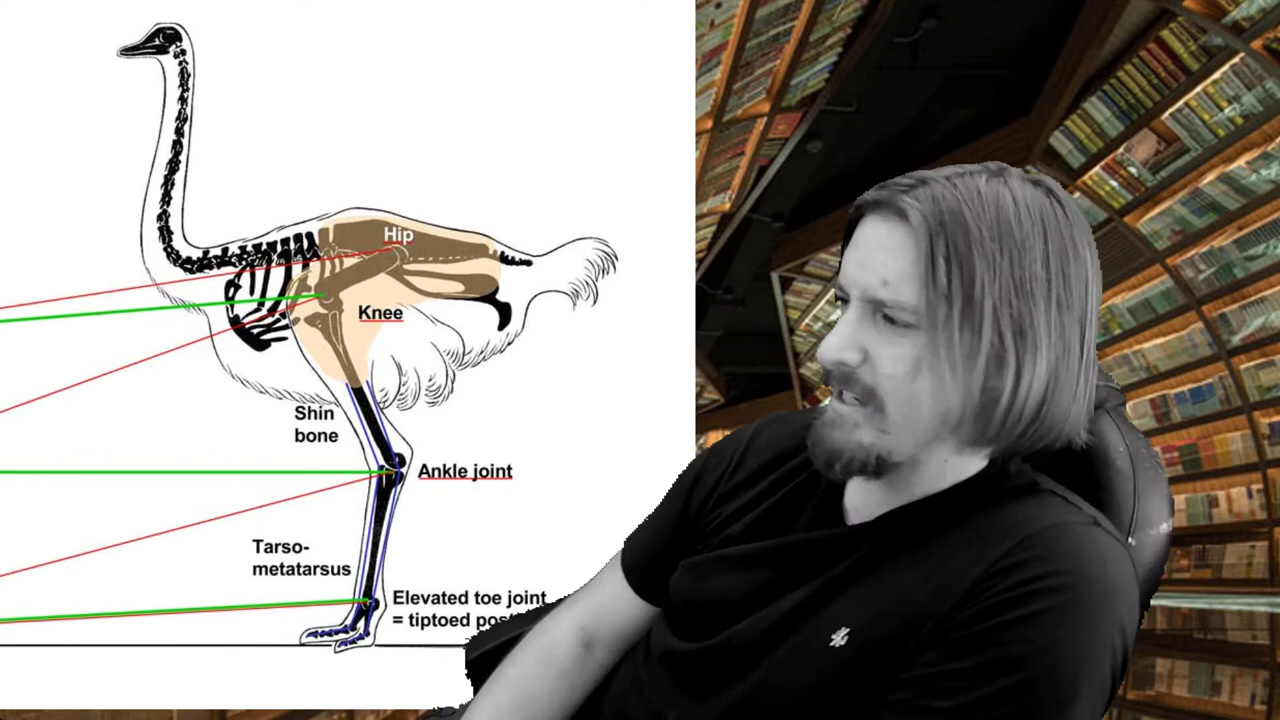 Hip
Knee
Shin
bone
Ankle joint
Tarso-
metatarsus
Elevated toe joint
= tiptoed